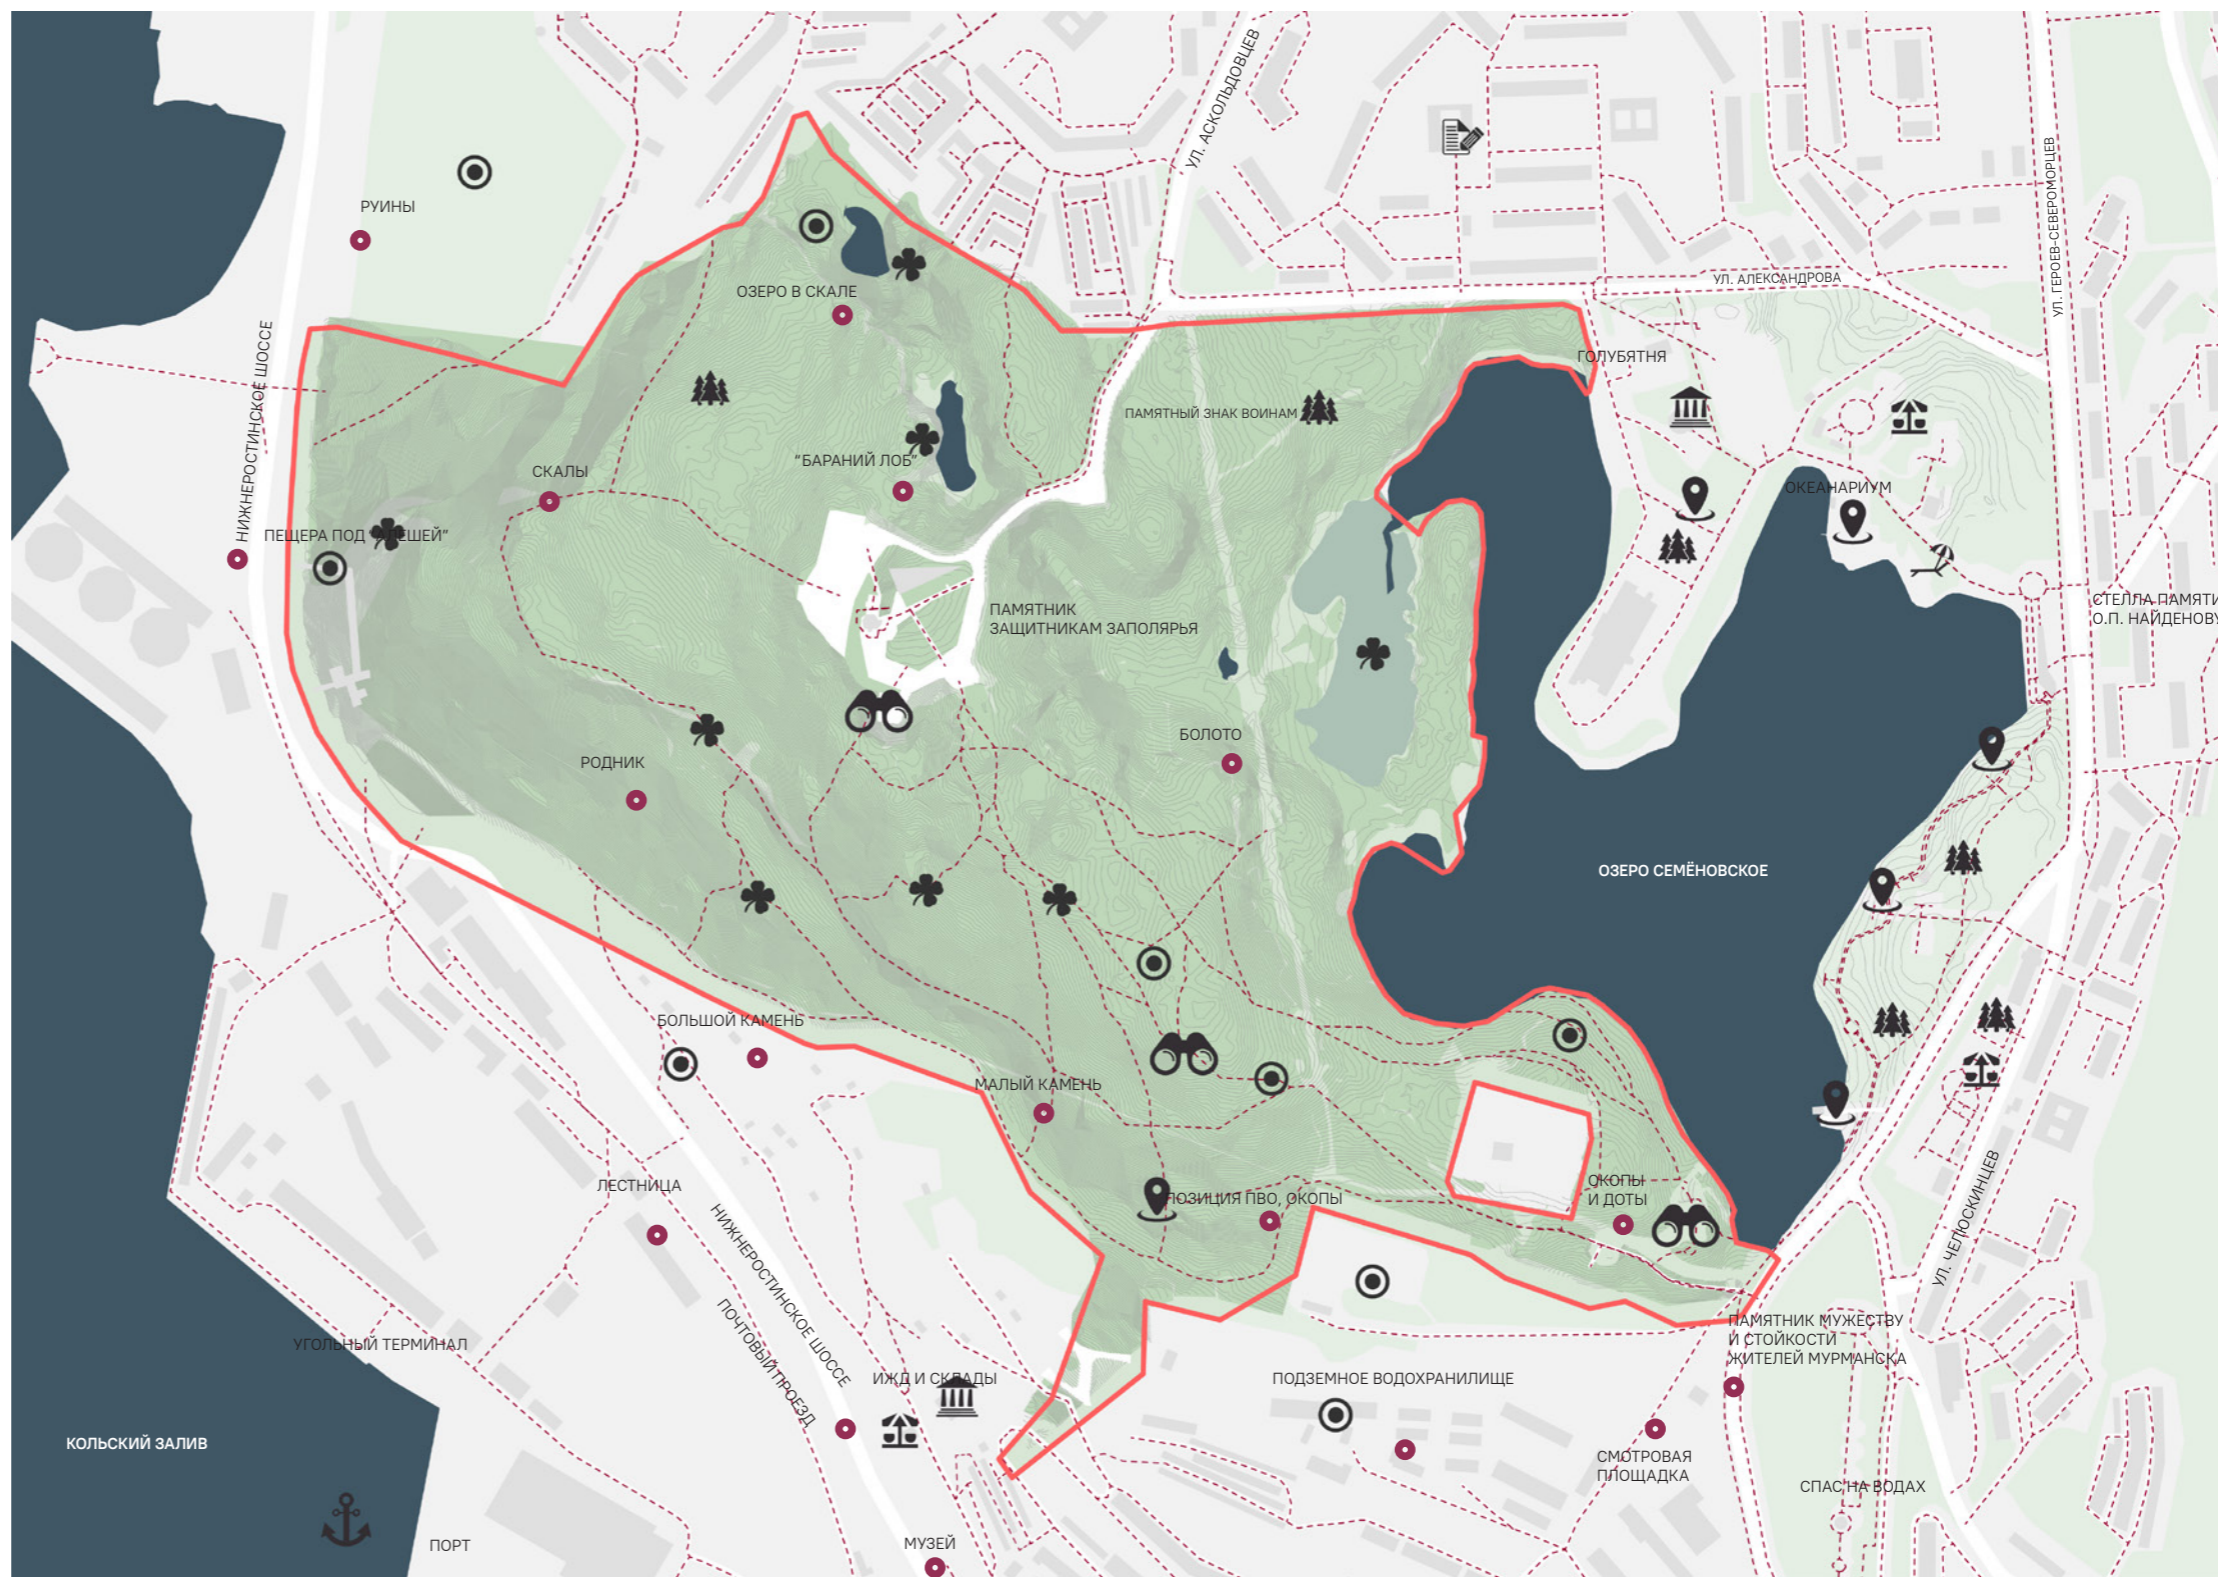 УЛ. АСКОЛЬДОВЦЕВ
РУИНЫ
УЛ. ГЕРОЕВ-СЕВЕРОМОРЦЕВ
УЛ. АЛЕКСАНДРОВА
ОЗЕРО В СКАЛЕ
НИЖНЕРОСТИНСКОЕ ШОССЕ
ГОЛУБЯТНЯ
ПАМЯТНЫЙ ЗНАК ВОИНАМ
"БАРАНИЙ ЛОБ"
СКАЛЫ
ОКЕАНАРИУМ
ПЕЩЕРА ПОД "АЛЕШЕЙ"
СТЕЛЛА ПАМЯТИ
О.П. НАЙДЕНОВУ
ПАМЯТНИК
ЗАЩИТНИКАМ ЗАПОЛЯРЬЯ
БОЛОТО
РОДНИК
ОЗЕРО СЕМЁНОВСКОЕ
БОЛЬШОЙ КАМЕНЬ
МАЛЫЙ КАМЕНЬ
ЛЕСТНИЦА
ПОЗИЦИЯ ПВО, ОКОПЫ
ОКОПЫ
И ДОТЫ
УЛ. ЧЕЛЮСКИНЦЕВ
НИЖНЕРОСТИНСКОЕ ШОССЕ
ПОЧТОВЫЙ ПРОЕЗД
УГОЛЬНЫЙ ТЕРМИНАЛ
ПАМЯТНИК МУЖЕСТВУ
И СТОЙКОСТИ
ЖИТЕЛЕЙ МУРМАНСКА
ИЖД И СКЛАДЫ
ПОДЗЕМНОЕ ВОДОХРАНИЛИЩЕ
КОЛЬСКИЙ ЗАЛИВ
СМОТРОВАЯ
ПЛОЩАДКА
СПАС НА ВОДАХ
ПОРТ
МУЗЕЙ